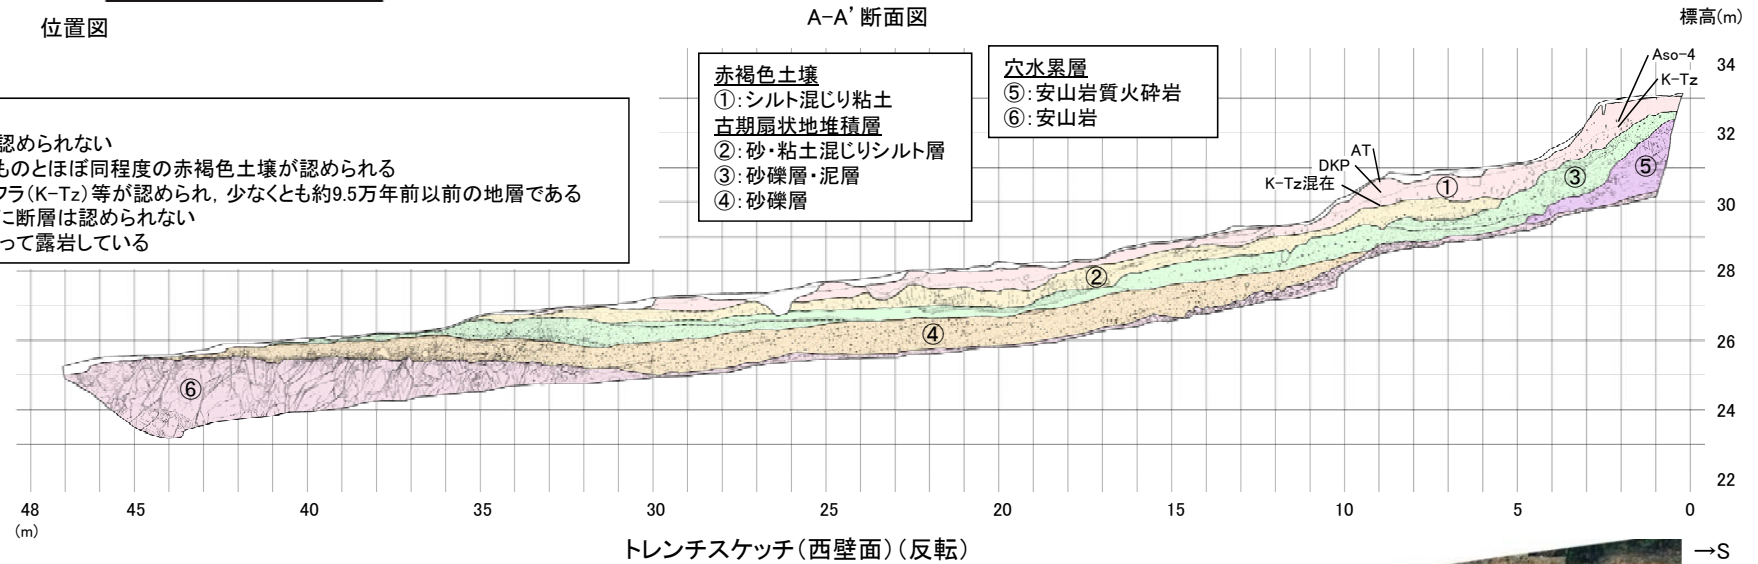 位置図
A-A’断面図
標高(m)
認められない
ものとほぼ同程度の赤褐色土壌が認められる
フラ(K-Tz)等が認められ，少なくとも約9.5万年前以前の地層である
に断層は認められない
って露岩している
赤褐色土壌
①：シルト混じり粘土
古期扇状地堆積層
②：砂・粘土混じりシルト層
③：砂礫層・泥層
④：砂礫層
穴水累層
⑤：安山岩質火砕岩
⑥：安山岩
Aso-4
K-Tz
AT
DKP
K-Tz混在
①
②
③
④
⑤
⑥
34
32
30
28
26
24
22
48 45 40 35 30 25 20 15 10 5 0
(m)
トレンチスケッチ（西壁面）（反転）
→S